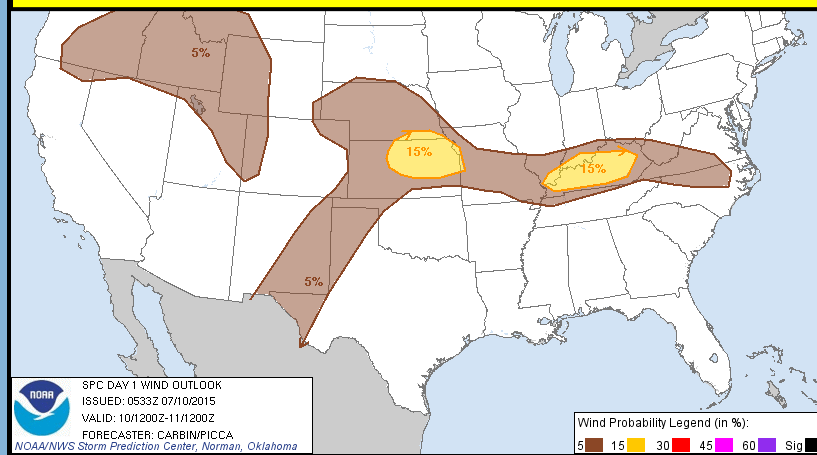 5%
15%
15%
5%
SPC DAY 1 WIND OUTLOOK
ISSUED: 0533Z 07/10/2015
VALID: 10/1200Z-11/1200Z
FORECASTER: CARBIN/PICCA
NOAA
NOAA/NWS Storm Prediction Center, Norman, Oklahoma
Wind Probability Legend (in %):
5 15 30 45 60 Sig